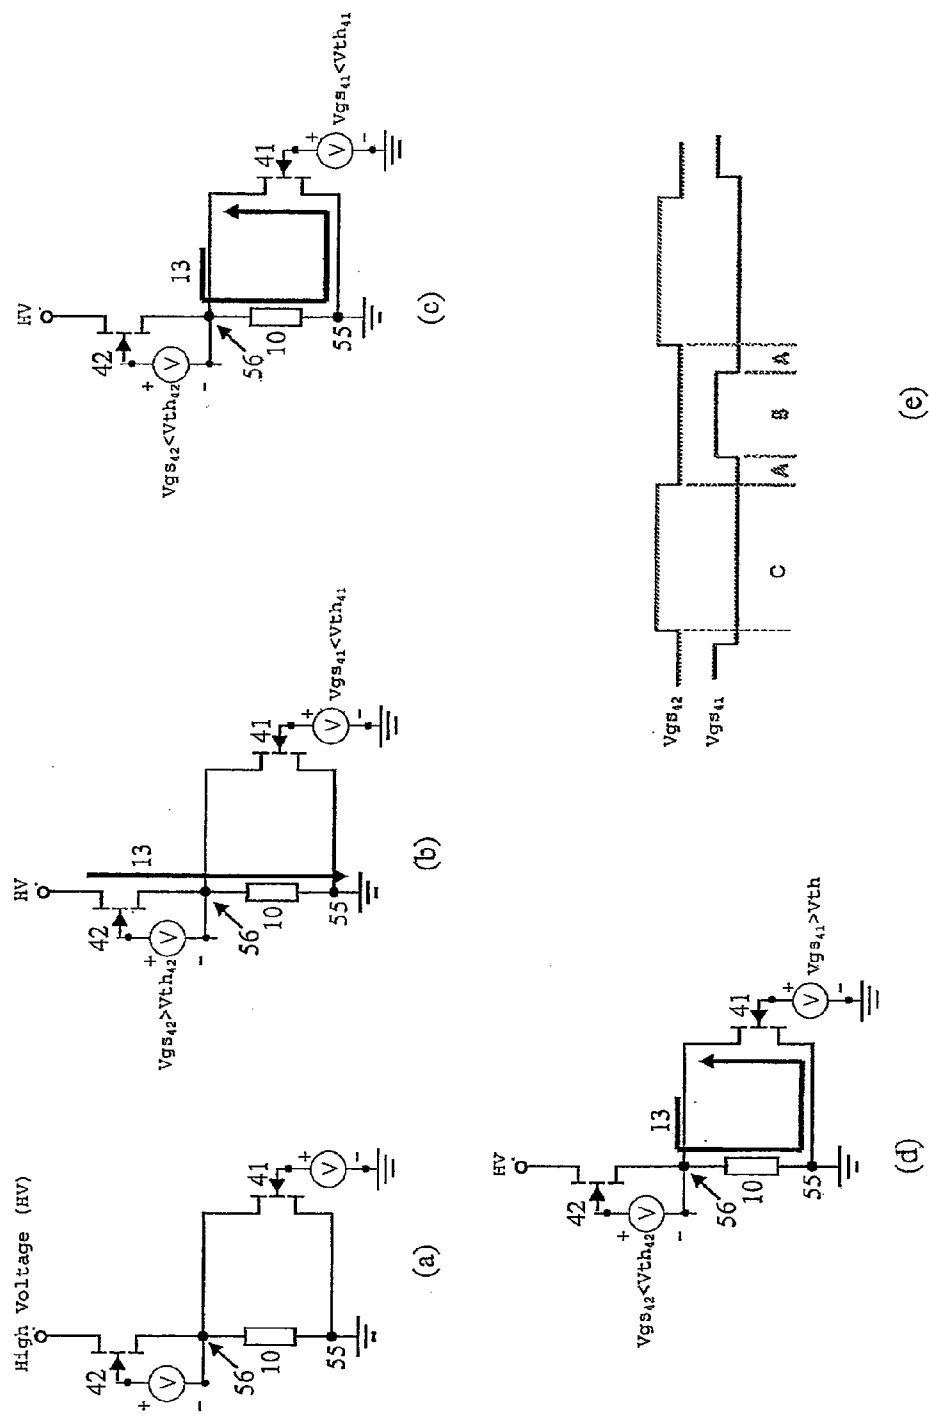 High Voltage (HV)
42
+
V
-
56
10
55
41
+
V
-
(a)
HV
42
+
V
-
Vgs42>Vth42
13
56
10
55
41
+
V
-
Vgs41<Vth41
(b)
HV
42
+
V
-
Vgs42<Vth42
13
56
10
55
41
+
V
-
Vgs41<Vth41
(c)
HV
42
+
V
-
Vgs42<Vth42
13
56
10
55
41
+
V
-
Vgs41>Vth
(d)
Vgs42
Vgs41
C
A
B
A
(e)